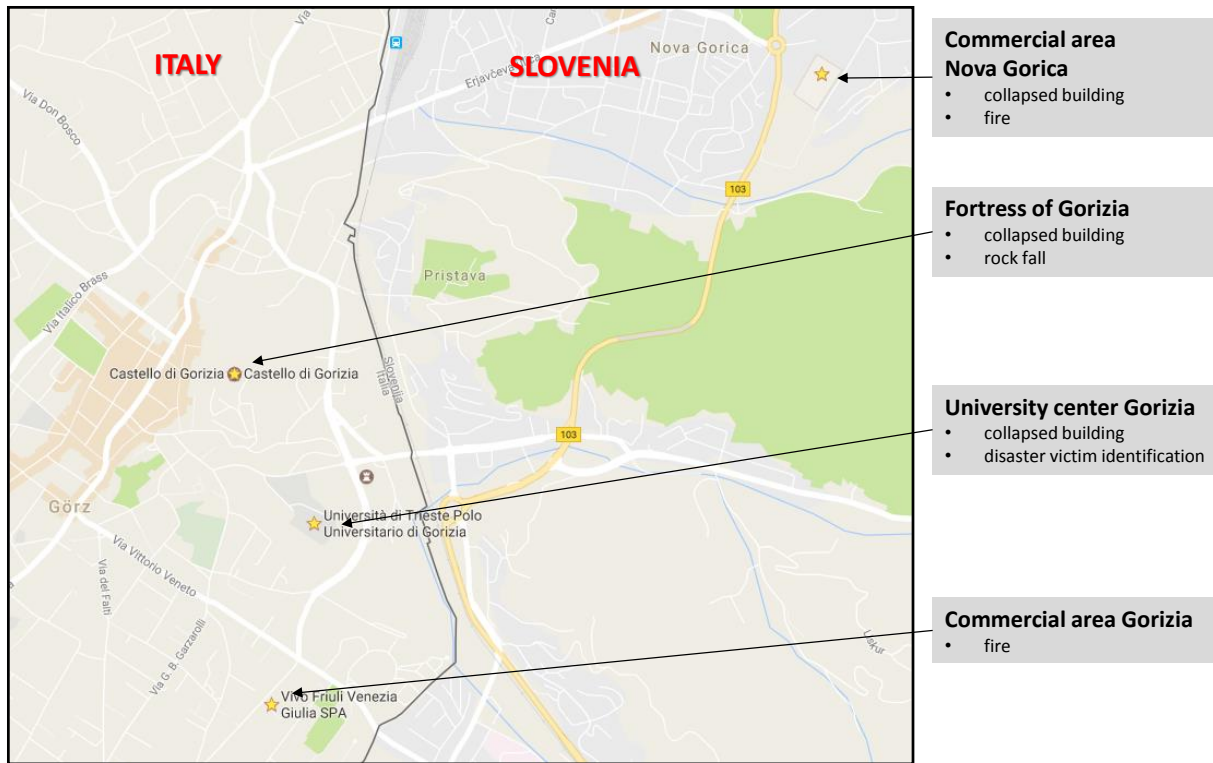 ITALY
SLOVENIA
Via
Nova Gorica
Via Don Bosco
Pristava
103
Via Italico Brass
Slovenija
Italia
Castello di Gorizia
Castello di Gorizia
103
Görz
Università di Trieste Polo
Universitario di Gorizia
Via Vittorio Veneto
Via dei Faiti
Via G. B. Garzarolli
Vivo Friuli Venezia
Giulia SPA
Commercial area
Nova Gorica
• collapsed building
• fire
Fortress of Gorizia
• collapsed building
• rock fall
University center Gorizia
• collapsed building
• disaster victim identification
Commercial area Gorizia
• fire